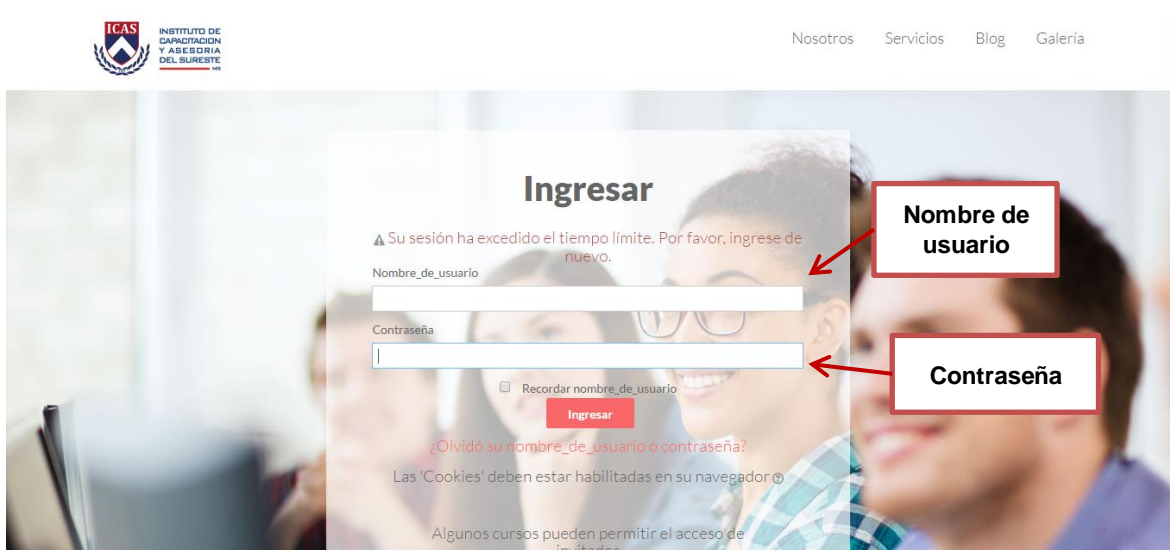 ICAS
INSTITUTO DE
CAPACITACION
Y ASESORIA
DEL SURESTE
MR
Nosotros Servicios Blog Galería
Ingresar
Su sesión ha excedido el tiempo límite. Por favor, ingrese de
nuevo.
Nombre_de_usuario
Nombre de
usuario
Contraseña
Contraseña
Recordar nombre_de_usuario
Ingresar
¿Olvidó su nombre_de_usuario o contraseña?
Las 'Cookies' deben estar habilitadas en su navegador
Algunos cursos pueden permitir el acceso de
invitados